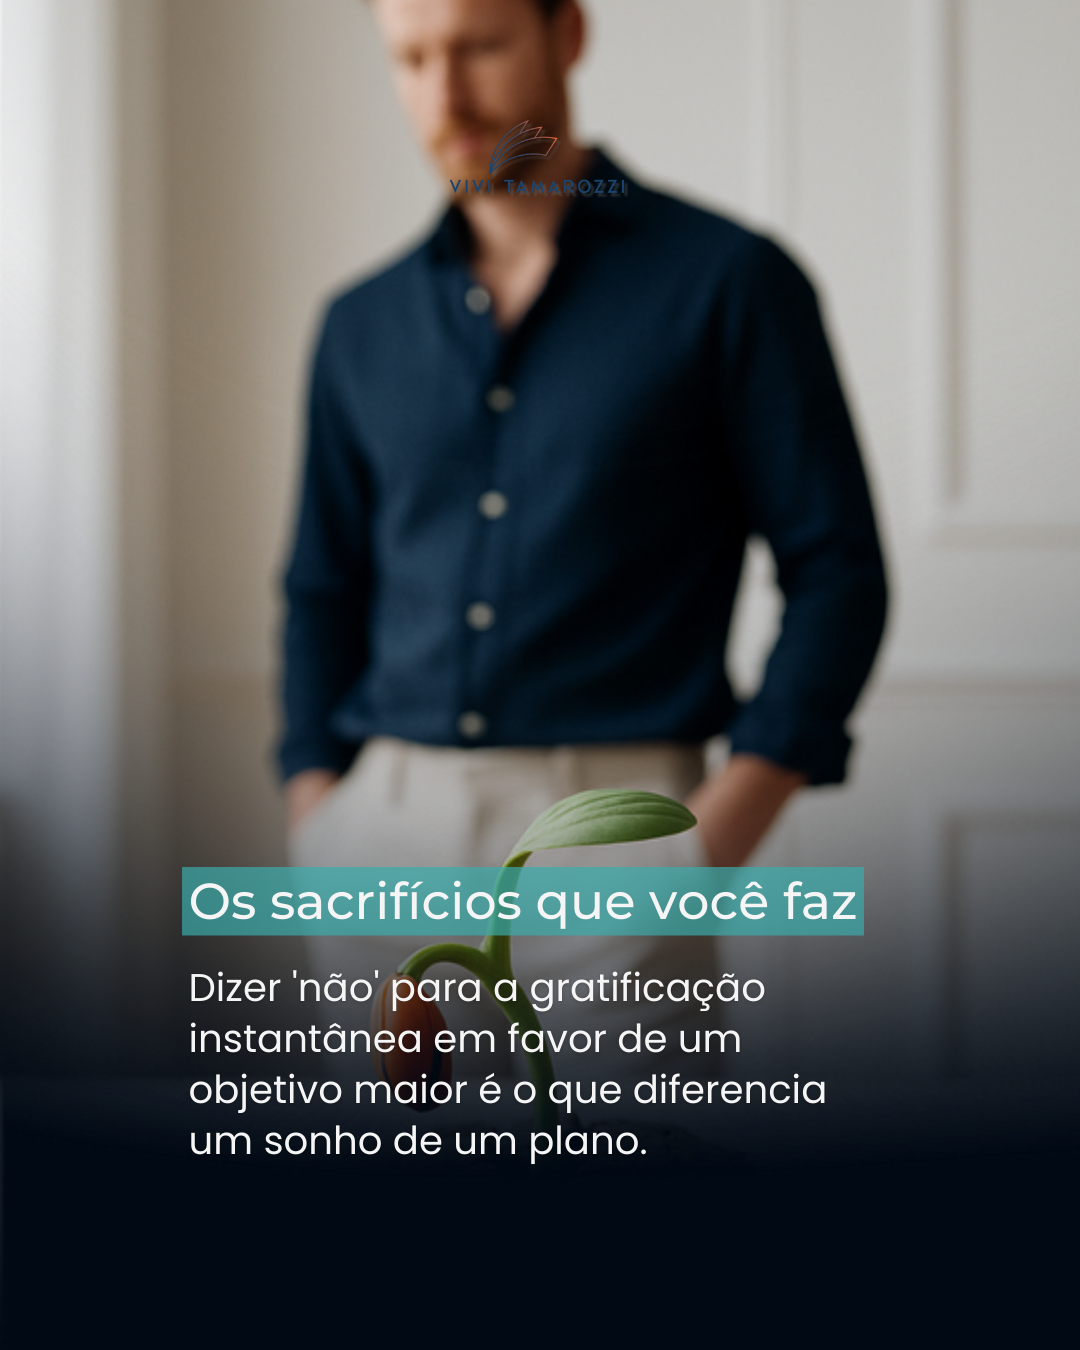 VIVI TAMAROZZI
Os sacrifícios que você faz
Dizer 'não' para a gratificação
instantânea em favor de um
objetivo maior é o que diferencia
um sonho de um plano.